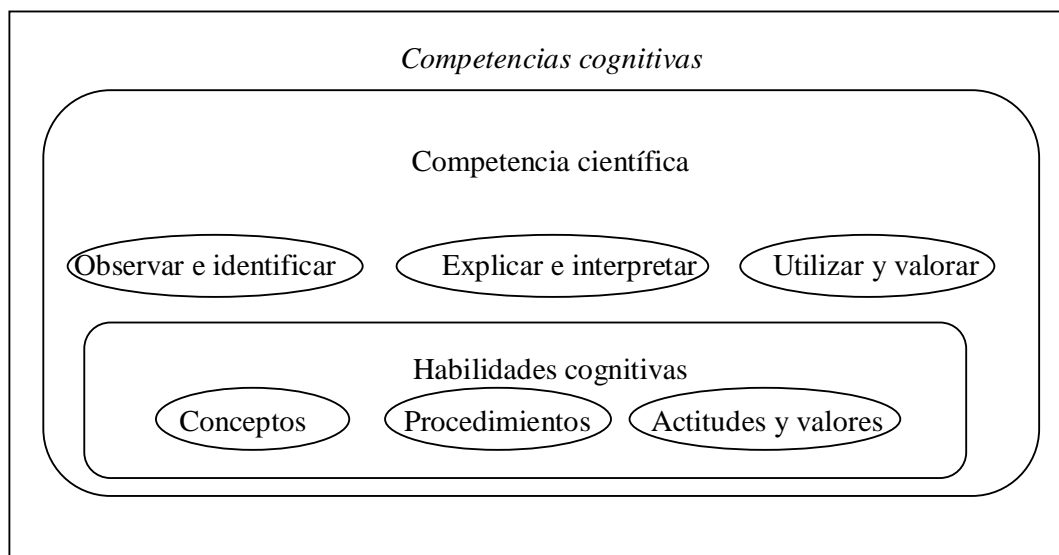 Competencias cognitivas
Competencia científica
Observar e identificar
Explicar e interpretar
Utilizar y valorar
Habilidades cognitivas
Conceptos
Procedimientos
Actitudes y valores